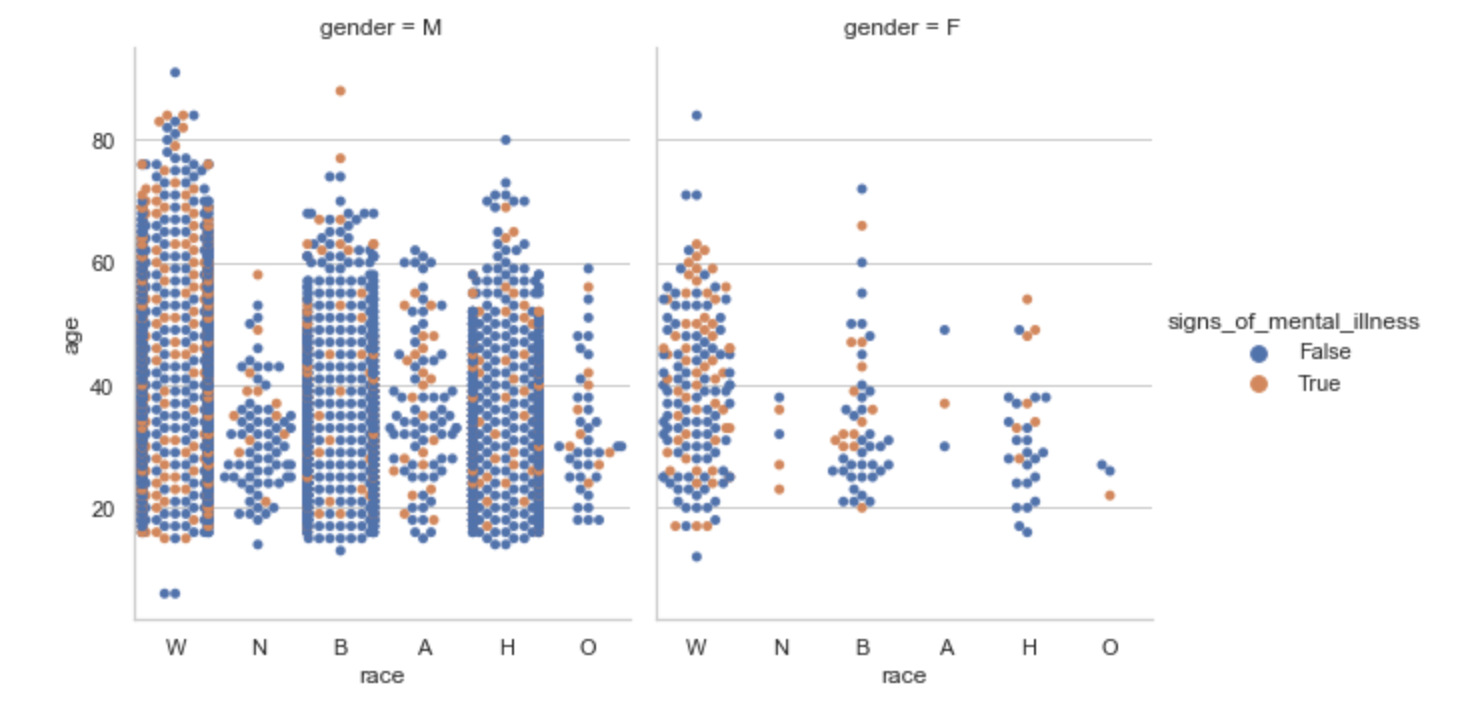 gender = M
gender = F
age
80
60
40
20
W N B A H O
W N B A H O
race
race
signs_of_mental_illness
False
True